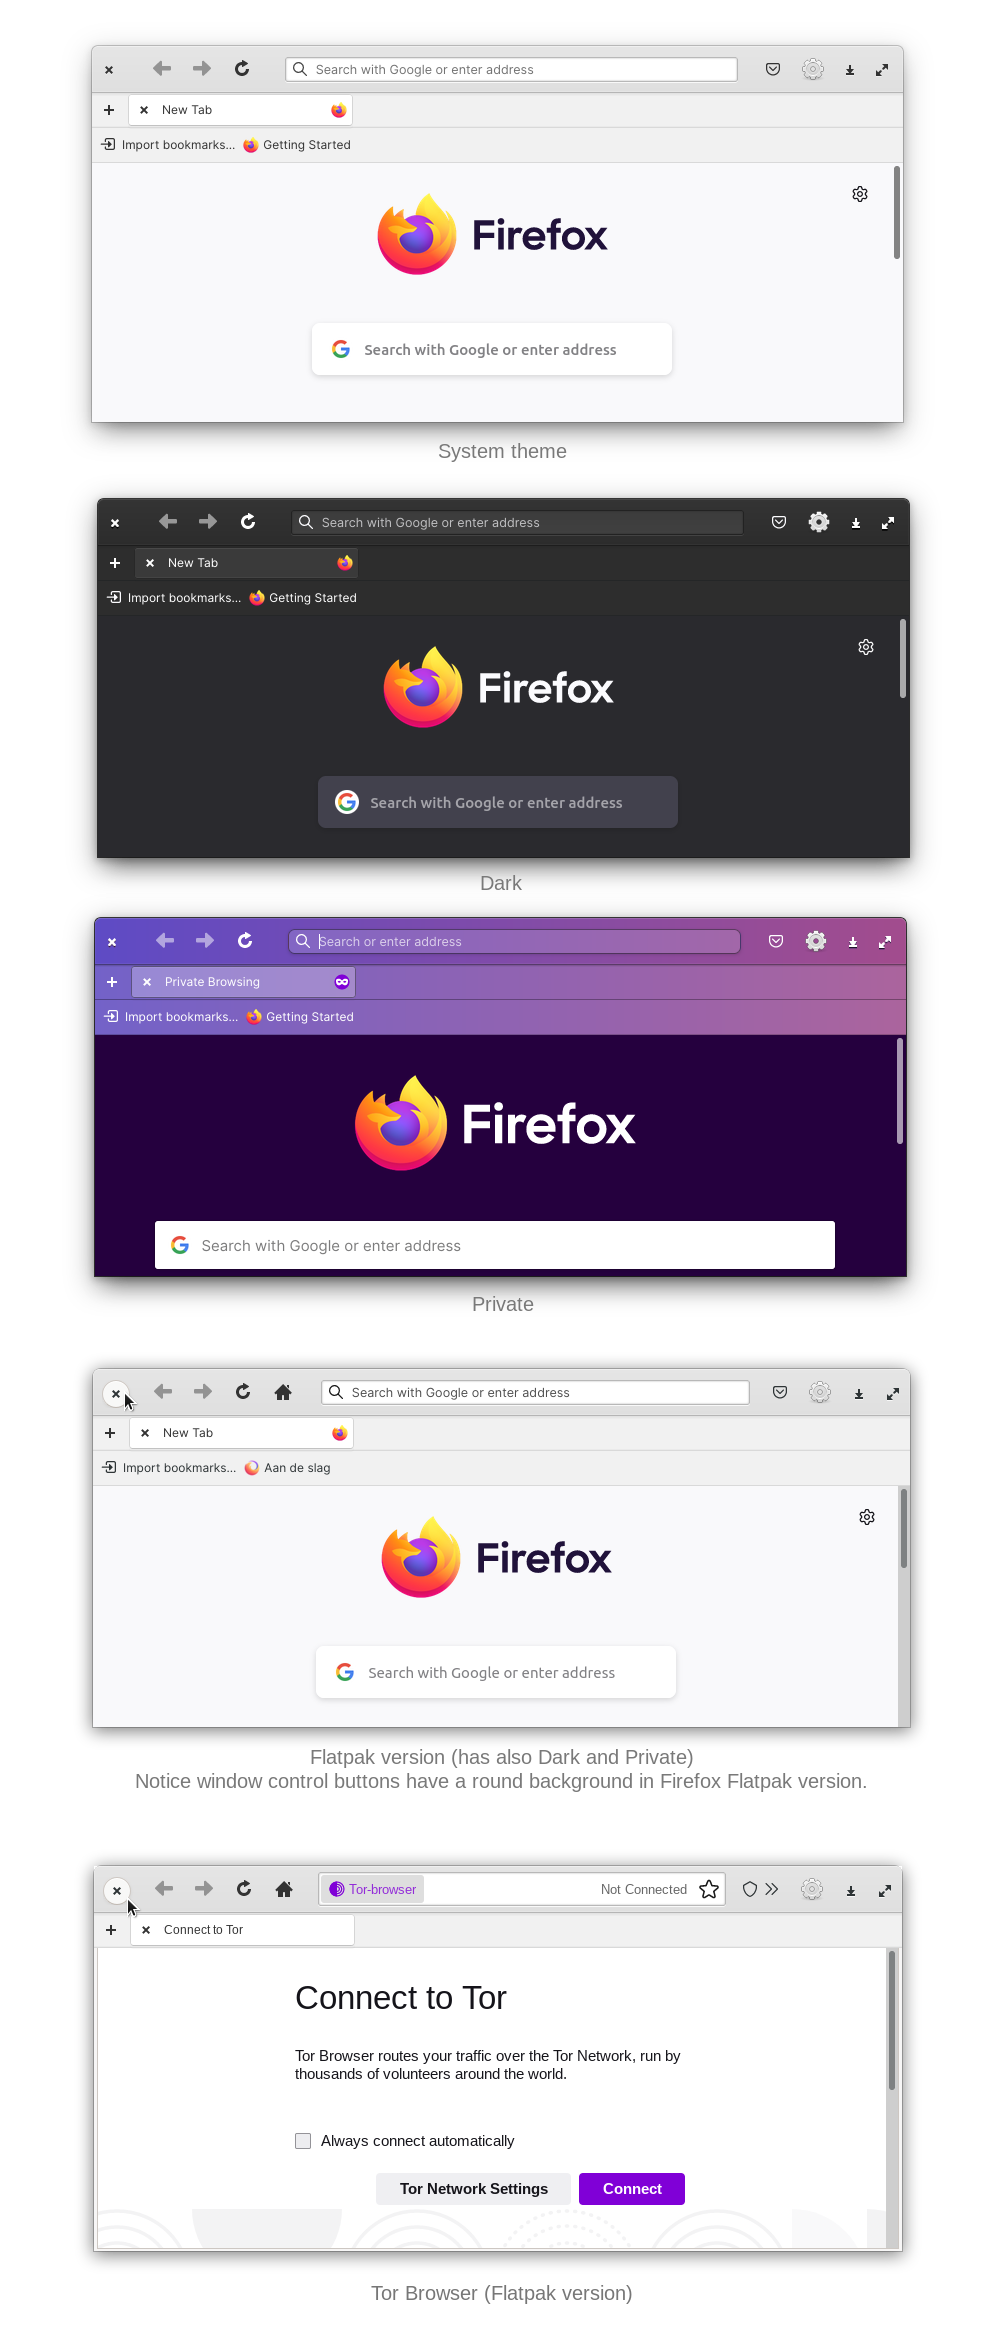 Search with Google or enter address
New Tab
Import bookmarks... Getting Started
Firefox
Search with Google or enter address
System theme
Search with Google or enter address
New Tab
Import bookmarks... Getting Started
Firefox
Search with Google or enter address
Dark
Search or enter address
Private Browsing
Import bookmarks... Getting Started
Firefox
Search with Google or enter address
Private
Search with Google or enter address
New Tab
Import bookmarks... Aan de slag
Firefox
Search with Google or enter address
Flatpak version (has also Dark and Private)
Notice window control buttons have a round background in Firefox Flatpak version.
Tor-browser Not Connected
Connect to Tor
Connect to Tor
Tor Browser routes your traffic over the Tor Network, run by
thousands of volunteers around the world.
Always connect automatically
Tor Network Settings Connect
Tor Browser (Flatpak version)